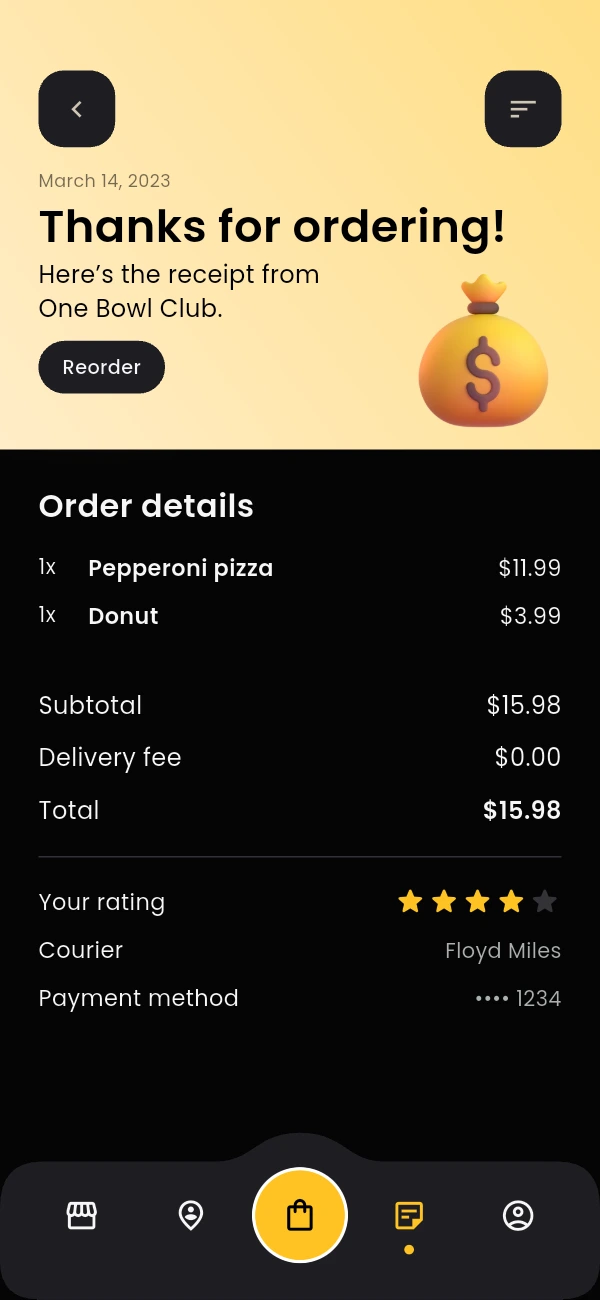 March 14, 2023
Thanks for ordering!
Here’s the receipt from
One Bowl Club.
Reorder
$
Order details
1x Pepperoni pizza $11.99
1x Donut $3.99
Subtotal $15.98
Delivery fee $0.00
Total $15.98
Your rating
Courier Floyd Miles
Payment method •••• 1234